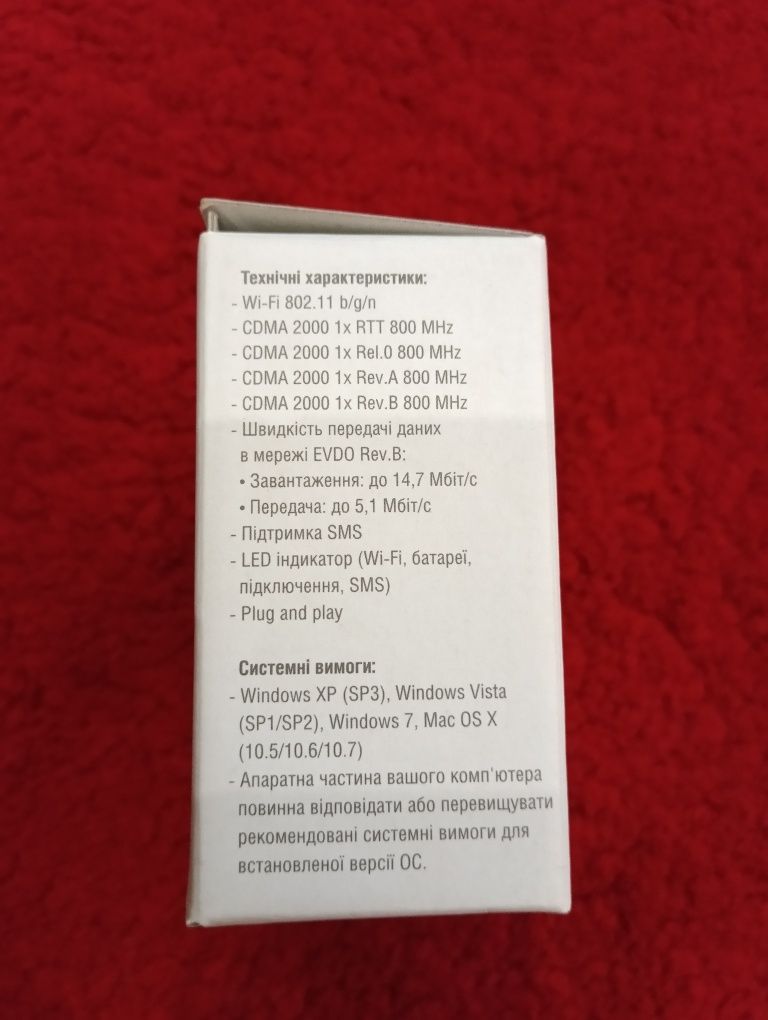 Технічні характеристики:
- Wi-Fi 802.11 b/g/n
- CDMA 2000 1x RTT 800 MHz
- CDMA 2000 1x Rel.0 800 MHz
- CDMA 2000 1x Rev.A 800 MHz
- CDMA 2000 1x Rev.B 800 MHz
- Швидкість передачі даних
в мережі EVDO Rev.B:
• Завантаження: до 14,7 Мбіт/с
• Передача: до 5,1 Мбіт/с
- Підтримка SMS
- LED індикатор (Wi-Fi, батареї,
підключення, SMS)
- Plug and play
Системні вимоги:
- Windows XP (SP3), Windows Vista
(SP1/SP2), Windows 7, Mac OS X
(10.5/10.6/10.7)
- Апаратна частина вашого комп'ютера
повинна відповідати або перевищувати
рекомендовані системні вимоги для
встановленої версії ОС.